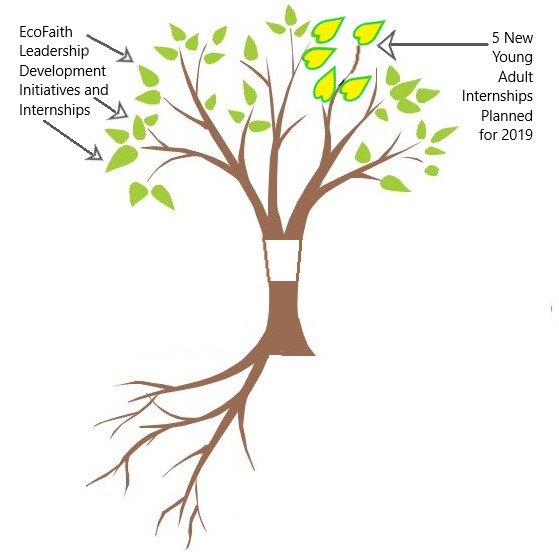 EcoFaith
Leadership
Development
Initiatives and
Internships
5 New
Young
Adult
Internships
Planned
for 2019